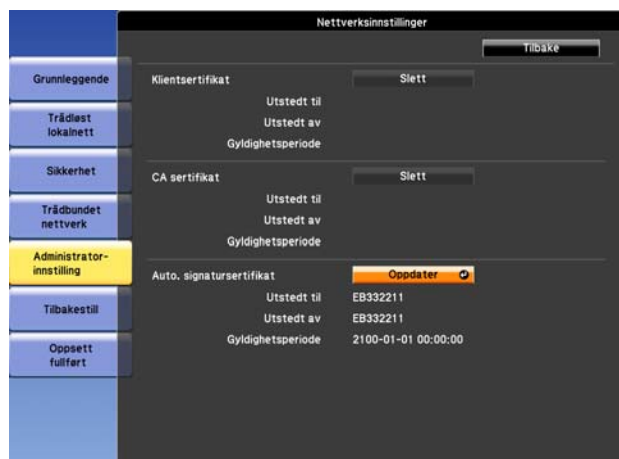 Nettverksinnstillinger
Tilbake
Grunnleggende
Trådløst
lokalnett
Sikkerhet
Trådbundet
nettverk
Administrator-
innstilling
Tilbakestill
Oppsett
fullført
Klientsertifikat Slett
Utstedt til
Utstedt av
Gyldighetsperiode
CA sertifikat Slett
Utstedt til
Utstedt av
Gyldighetsperiode
Auto. signatursertifikat Oppdater
Utstedt til EB332211
Utstedt av EB332211
Gyldighetsperiode 2100-01-01 00:00:00